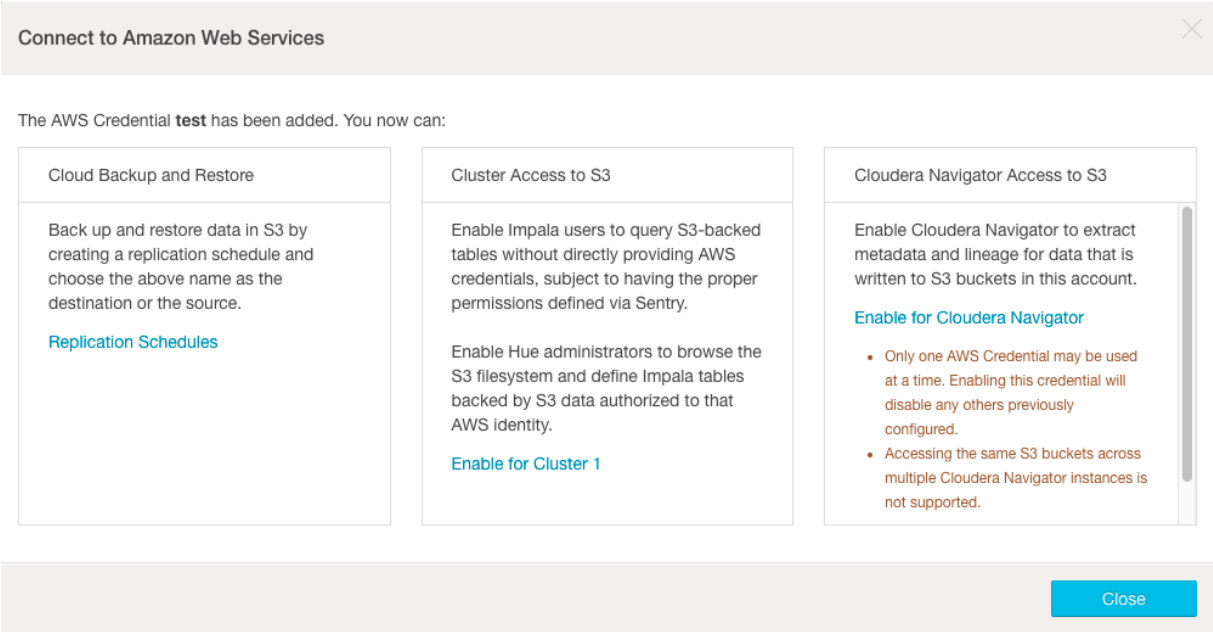 Connect to Amazon Web Services
The AWS Credential test has been added. You now can:
Cloud Backup and Restore
Back up and restore data in S3 by
creating a replication schedule and
choose the above name as the
destination or the source.
Replication Schedules
Cluster Access to S3
Enable Impala users to query S3-backed
tables without directly providing AWS
credentials, subject to having the proper
permissions defined via Sentry.
Enable Hue administrators to browse the
S3 filesystem and define Impala tables
backed by S3 data authorized to that
AWS identity.
Enable for Cluster 1
Cloudera Navigator Access to S3
Enable Cloudera Navigator to extract
metadata and lineage for data that is
written to S3 buckets in this account.
Enable for Cloudera Navigator
• Only one AWS Credential may be used
at a time. Enabling this credential will
disable any others previously
configured.
• Accessing the same S3 buckets across
multiple Cloudera Navigator instances is
not supported.
Close